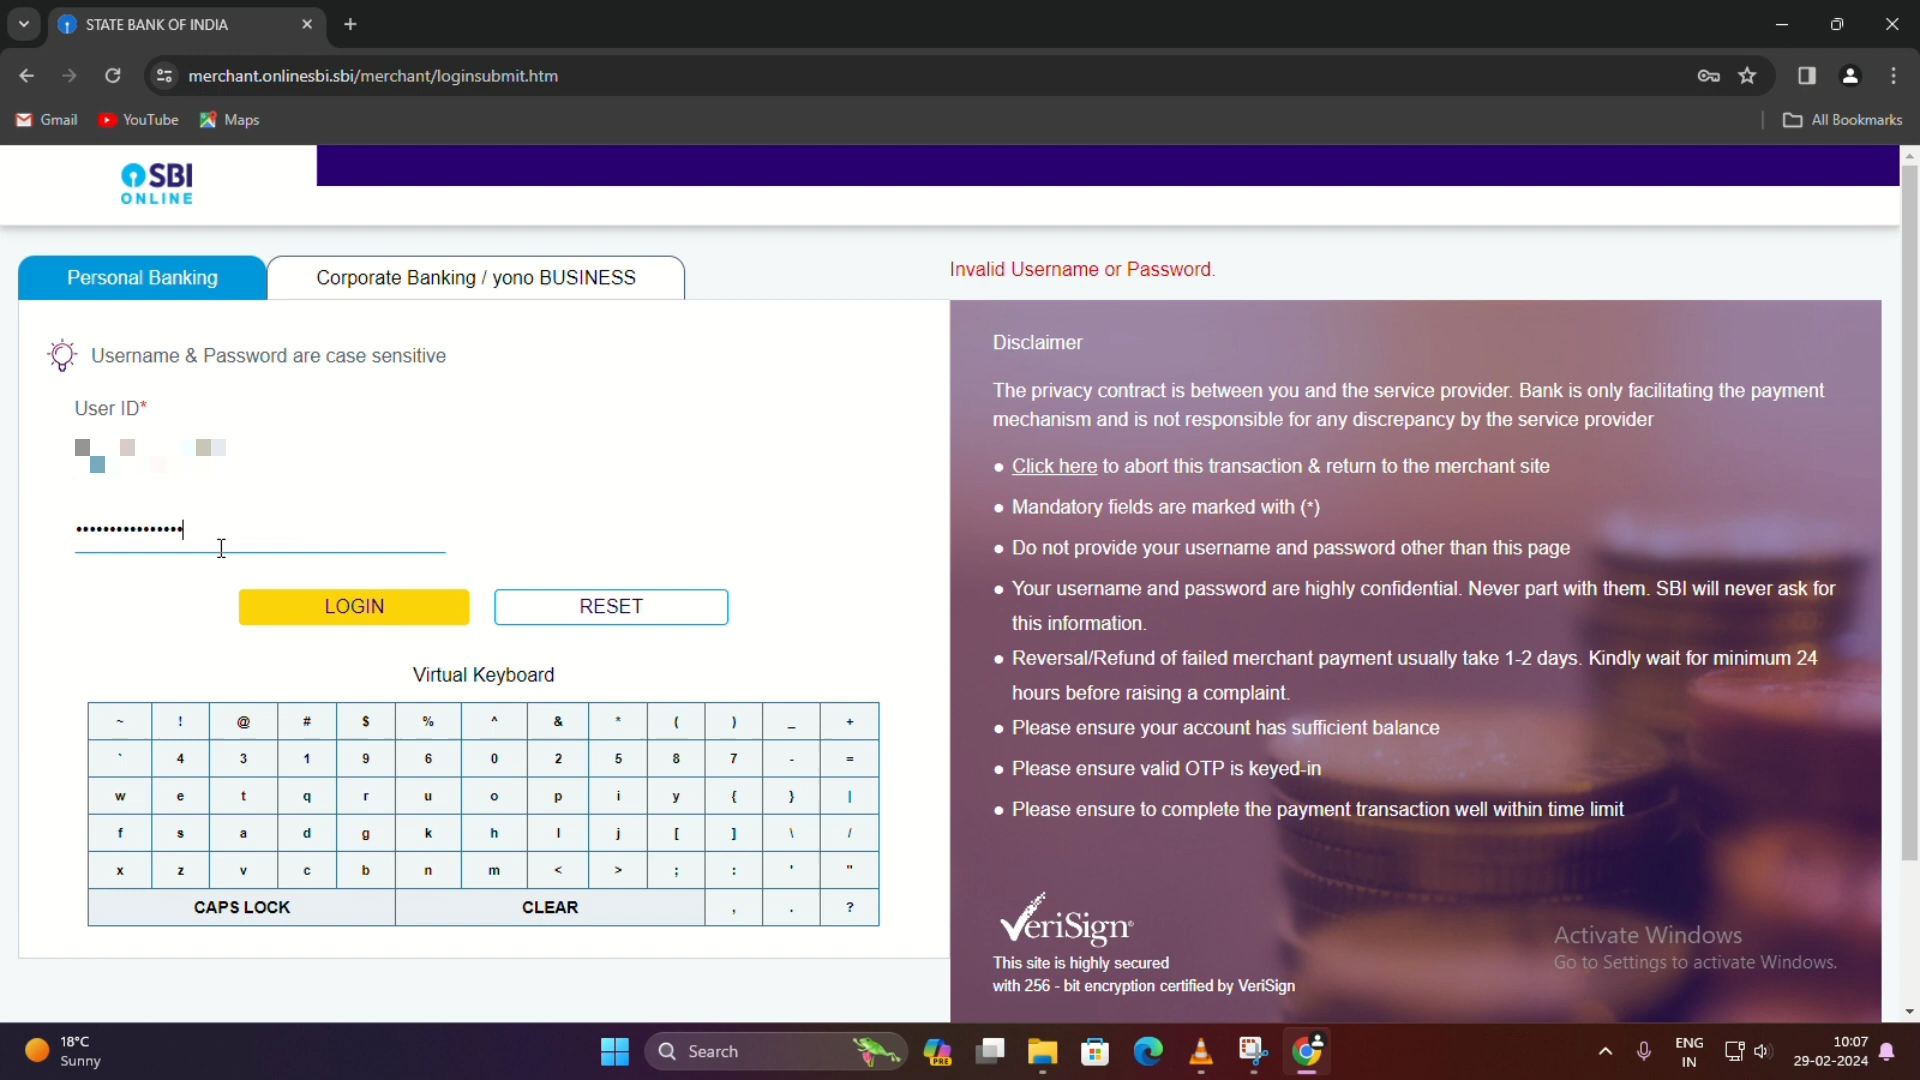 STATE BANK OF INDIA
merchant.onlinesbi.sbi/merchant/loginsubmit.htm
Gmail YouTube Maps All Bookmarks
SBI
ONLINE
Personal Banking Corporate Banking / yono BUSINESS
Invalid Username or Password.
Username & Password are case sensitive
User ID*
••••••••••••••••
LOGIN RESET
Virtual Keyboard
~ ! @ # $ % ^ & * ( ) _ +
` 4 3 1 9 6 0 2 5 8 7 - =
w e t q r u o p i y { } |
f s a d g k h l j [ ] \ /
x z v c b n m < > ; : ' "
CAPS LOCK CLEAR , . ?
Disclaimer
The privacy contract is between you and the service provider. Bank is only facilitating the payment
mechanism and is not responsible for any discrepancy by the service provider
• Click here to abort this transaction & return to the merchant site
• Mandatory fields are marked with (*)
• Do not provide your username and password other than this page
• Your username and password are highly confidential. Never part with them. SBI will never ask for
this information.
• Reversal/Refund of failed merchant payment usually take 1-2 days. Kindly wait for minimum 24
hours before raising a complaint.
• Please ensure your account has sufficient balance
• Please ensure valid OTP is keyed-in
• Please ensure to complete the payment transaction well within time limit
VeriSign
This site is highly secured
with 256 - bit encryption certified by VeriSign
Activate Windows
Go to Settings to activate Windows.
18°C
Sunny
Search
PRE
ENG
IN
10:07
29-02-2024